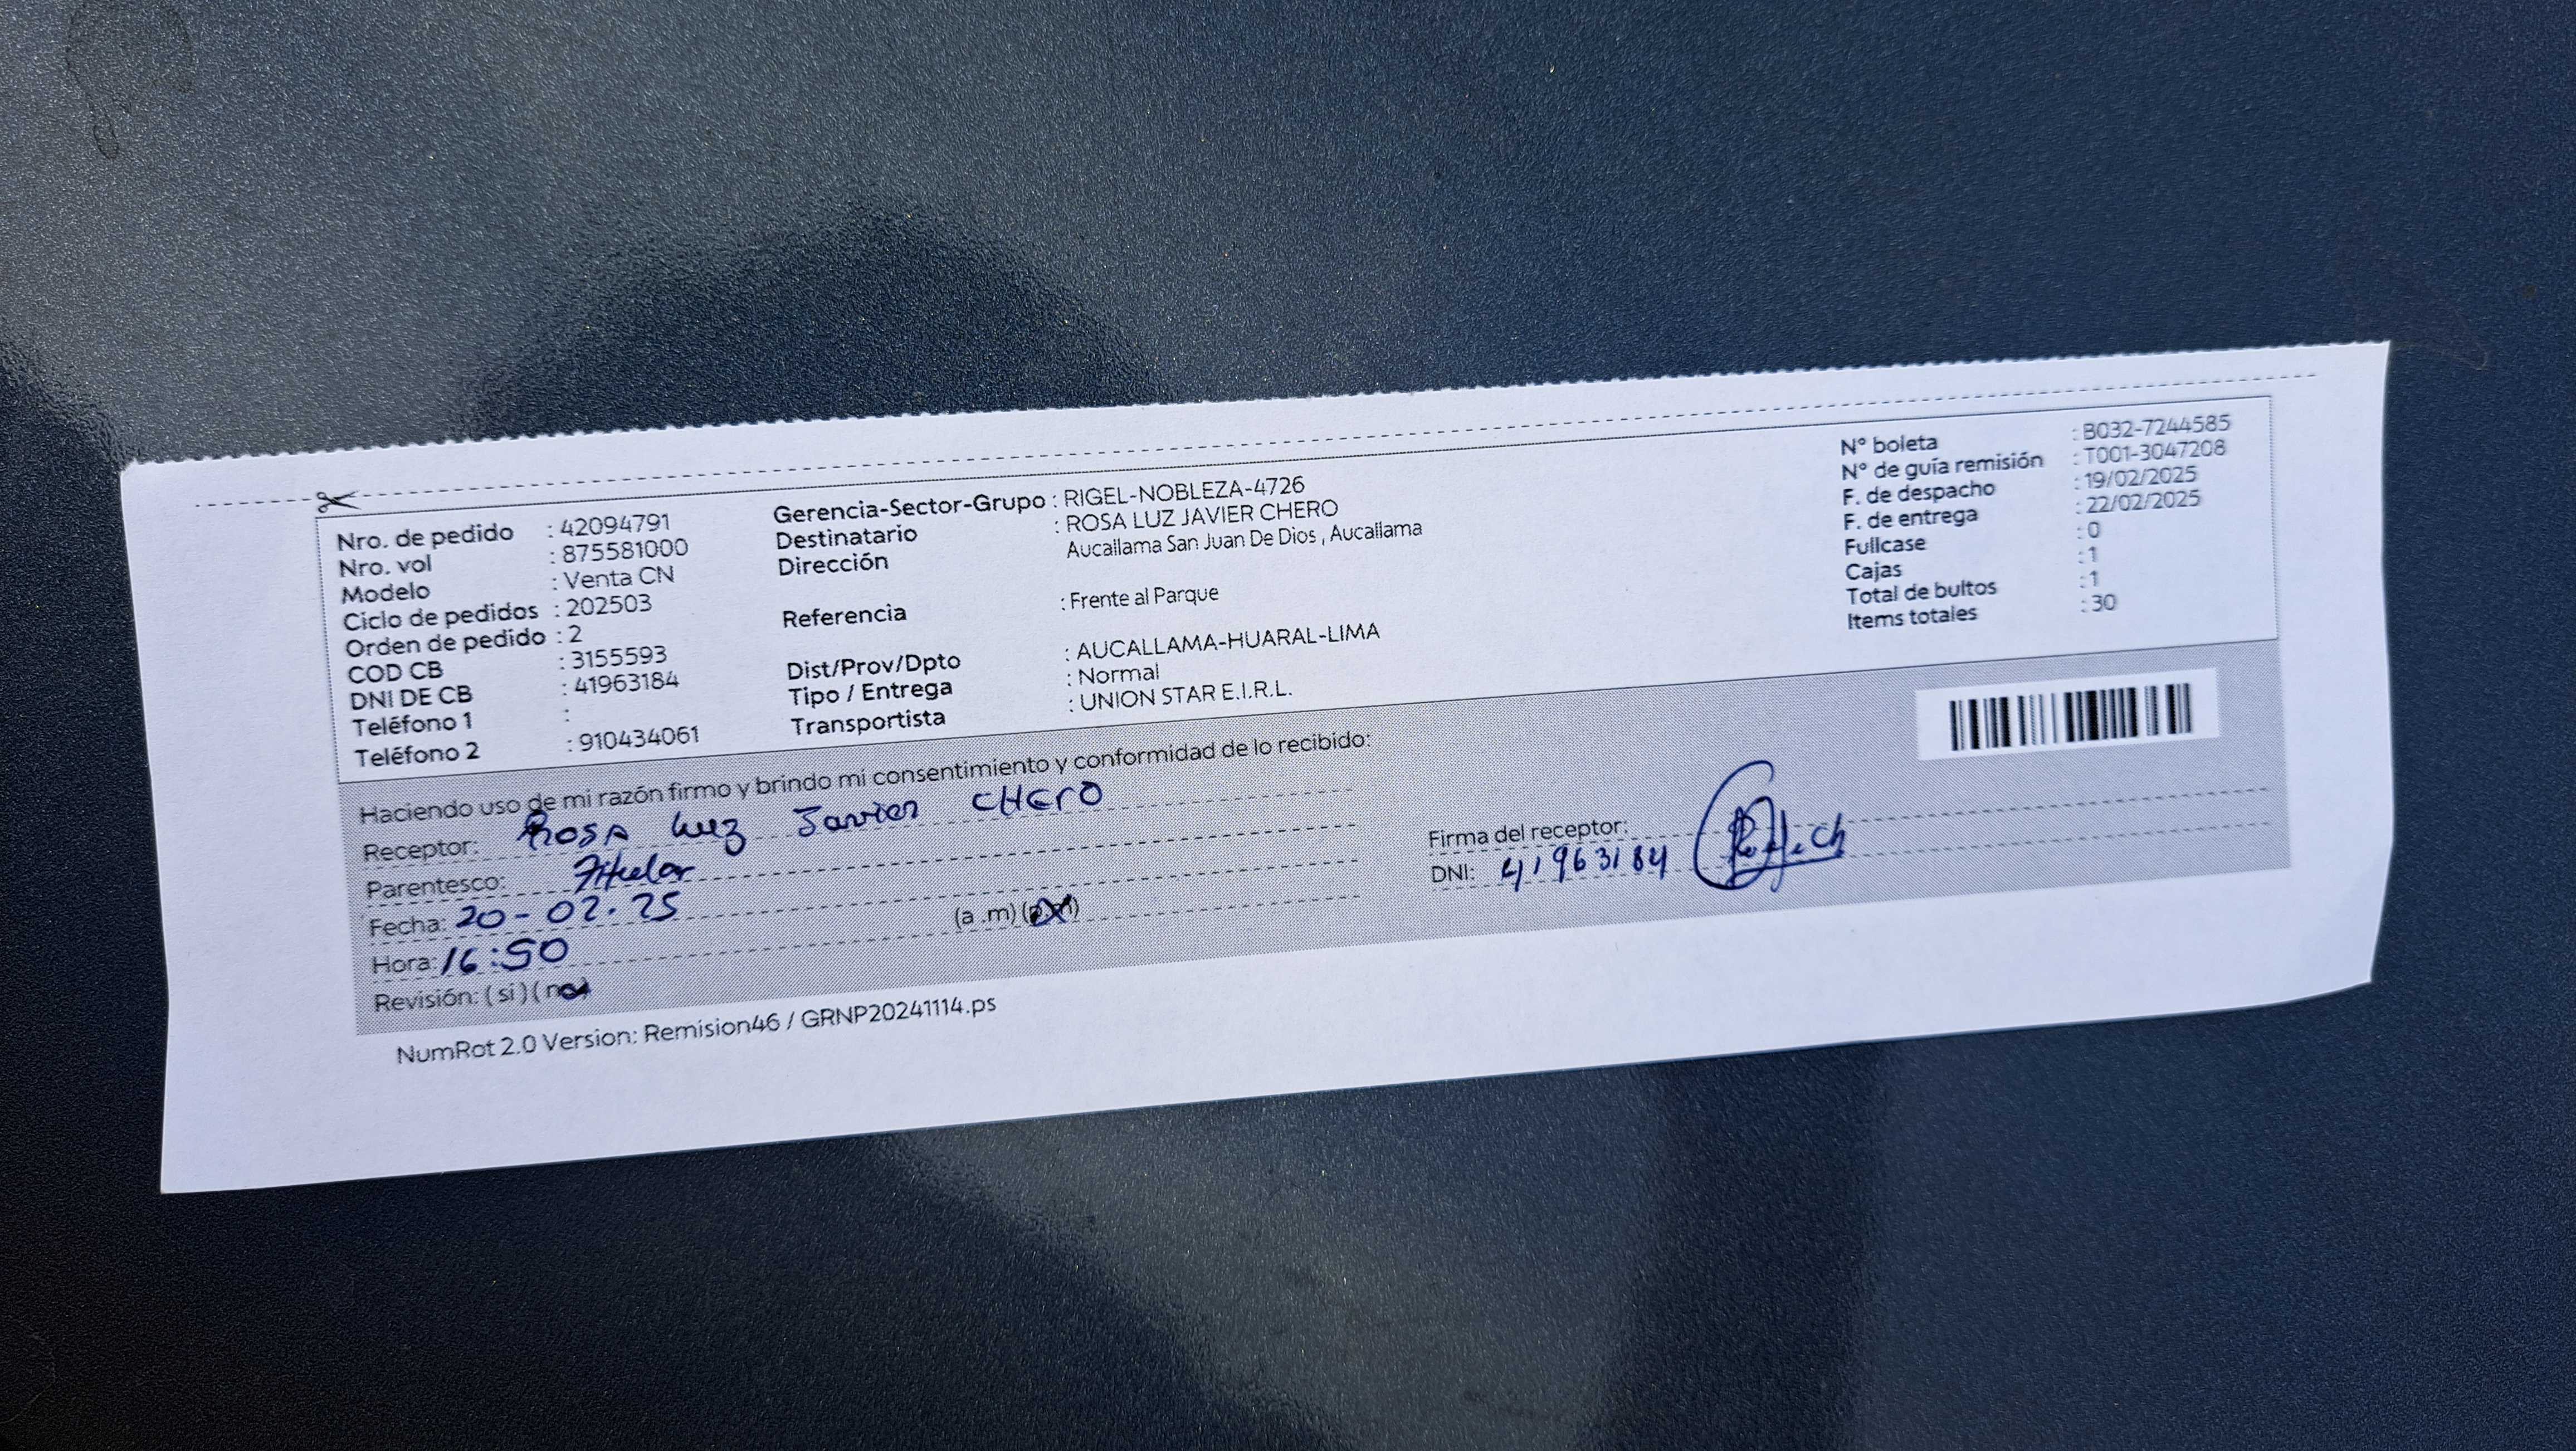 Nro. de pedido : 42094791
Nro. vol : 875581000
Modelo : Venta CN
Ciclo de pedidos : 202503
Orden de pedido : 2
COD CB : 3155593
DNI DE CB : 41963184
Teléfono 1 :
Teléfono 2 : 910434061
Gerencia-Sector-Grupo : RIGEL-NOBLEZA-4726
Destinatario : ROSA LUZ JAVIER CHERO
Dirección Aucallama San Juan De Dios , Aucallama
Referencia : Frente al Parque
Dist/Prov/Dpto : AUCALLAMA-HUARAL-LIMA
Tipo / Entrega : Normal
Transportista : UNION STAR E.I.R.L.
N° boleta : B032-7244585
N° de guía remisión : T001-3047208
F. de despacho : 19/02/2025
F. de entrega : 22/02/2025
Fullcase : 0
Cajas : 1
Total de bultos : 1
Items totales : 30
Haciendo uso de mi razón firmo y brindo mi consentimiento y conformidad de lo recibido:
Receptor: Rosa Luz Javier CHERO
Parentesco: Titular
Fecha: 20-02.25
Hora: 16:50 (a .m) (p.m)
Revisión: ( si ) ( no )
Firma del receptor:
DNI: 41963184
NumRot 2.0 Version: Remision46 / GRNP20241114.ps